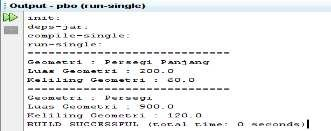 Output - pbo (run-single)
init:
deps-jar:
compile-single:
run-single:
------------------------------
Geometri : Persegi Panjang
Luas Geometri : 200.0
Keliling Geometri : 60.0
------------------------------
Geometri : Persegi
Luas Geometri : 900.0
Keliling Geometri : 120.0
BUILD SUCCESSFUL (total time: 0 seconds)